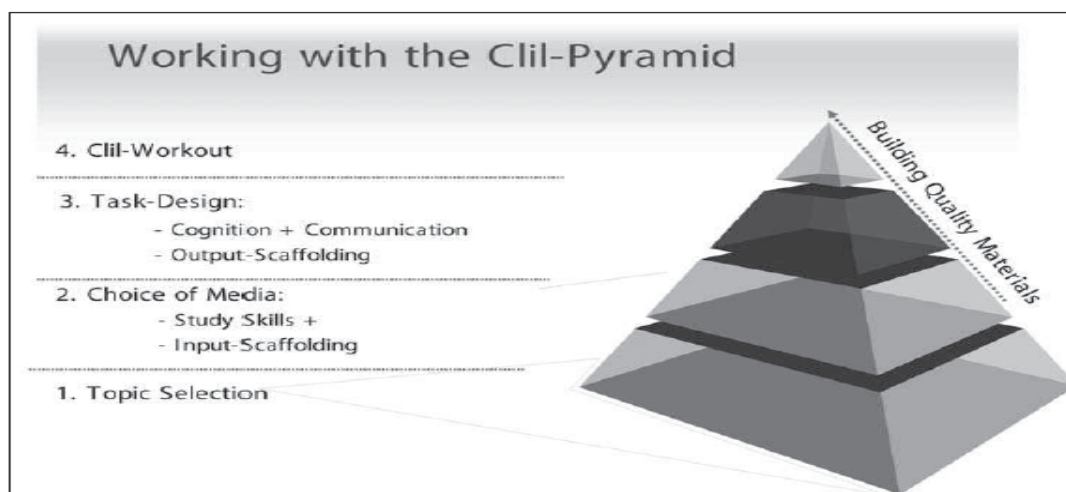 Working with the Clil-Pyramid
4. Clil-Workout
3. Task-Design:
- Cognition + Communication
- Output-Scaffolding
2. Choice of Media:
- Study Skills +
- Input-Scaffolding
1. Topic Selection
Building Quality Materials